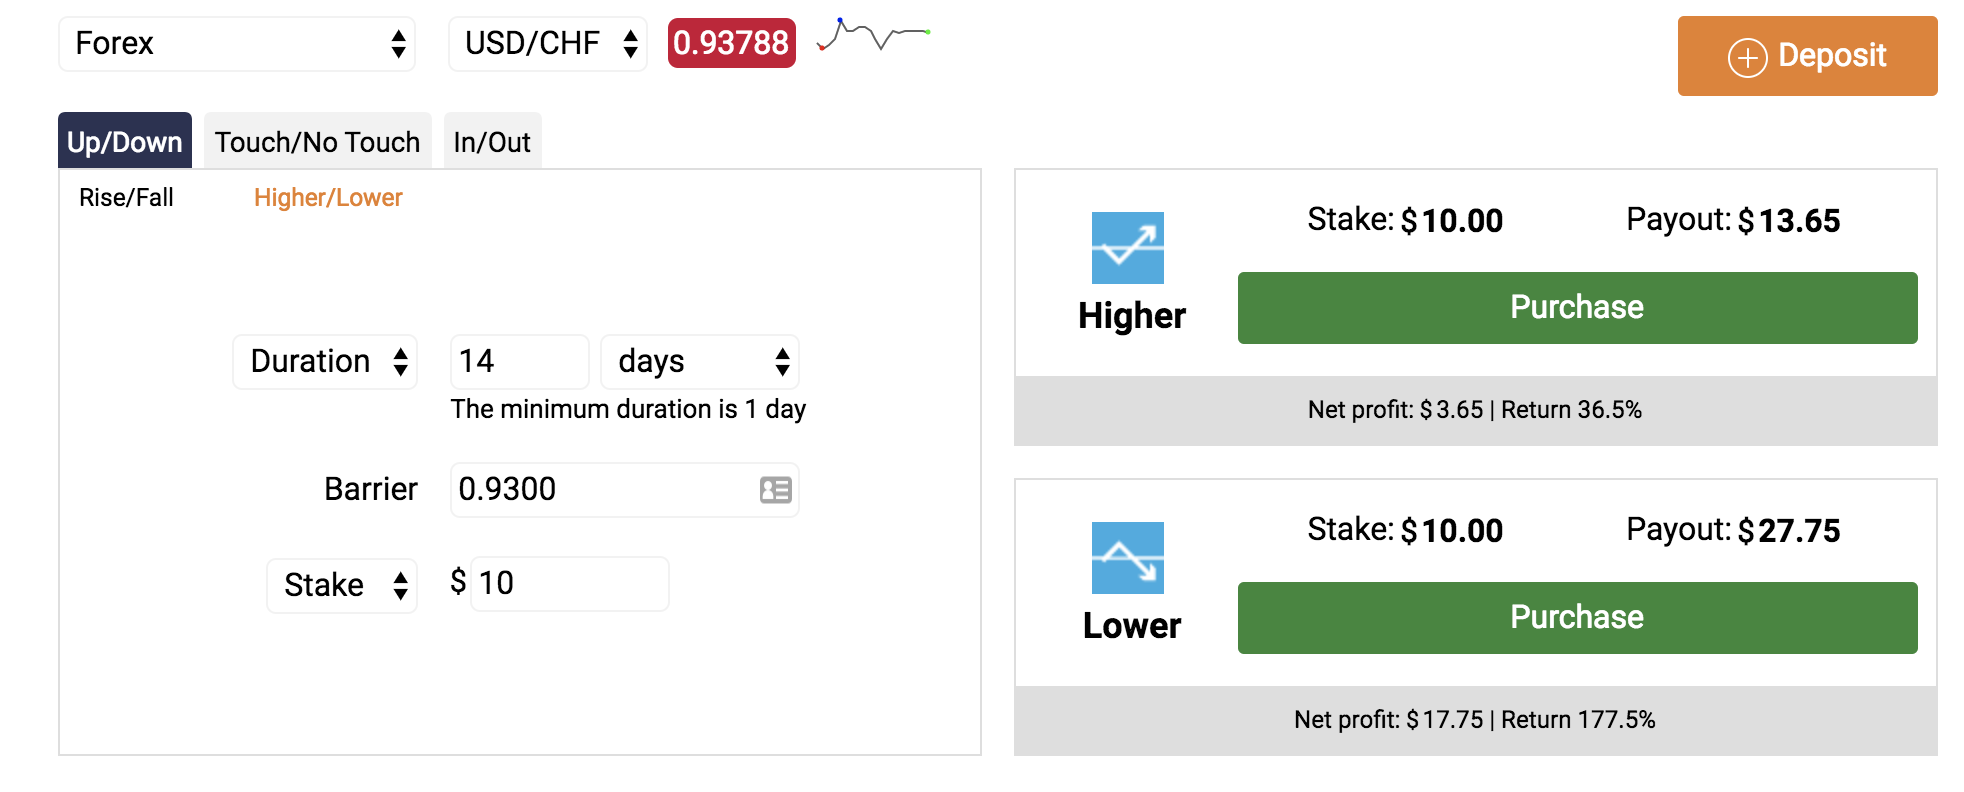 Forex USD/CHF 0.93788
Deposit
Up/Down Touch/No Touch In/Out
Rise/Fall Higher/Lower
Duration 14 days
The minimum duration is 1 day
Barrier 0.9300
Stake $ 10
Stake: $10.00 Payout: $13.65
Higher
Purchase
Net profit: $3.65 | Return 36.5%
Stake: $10.00 Payout: $27.75
Lower
Purchase
Net profit: $17.75 | Return 177.5%